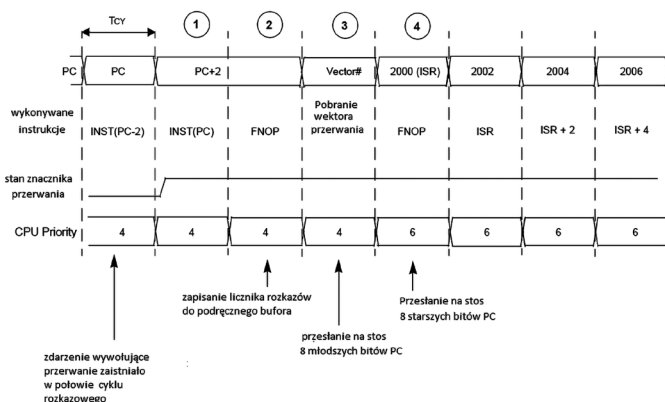 TCY
1 2 3 4
PC PC PC+2 Vector# 2000 (ISR) 2002 2004 2006
wykonywane
instrukcje
INST(PC-2) INST(PC) FNOP
Pobranie
wektora
przerwania
FNOP ISR ISR + 2 ISR + 4
stan znacznika
przerwania
CPU Priority 4 4 4 4 6 6 6 6
zapisanie licznika rozkazów
do podręcznego bufora
Przesłanie na stos
8 starszych bitów PC
przesłanie na stos
8 młodszych bitów PC
zdarzenie wywołujące
przerwanie zaistniało
w połowie cyklu
rozkazowego
: